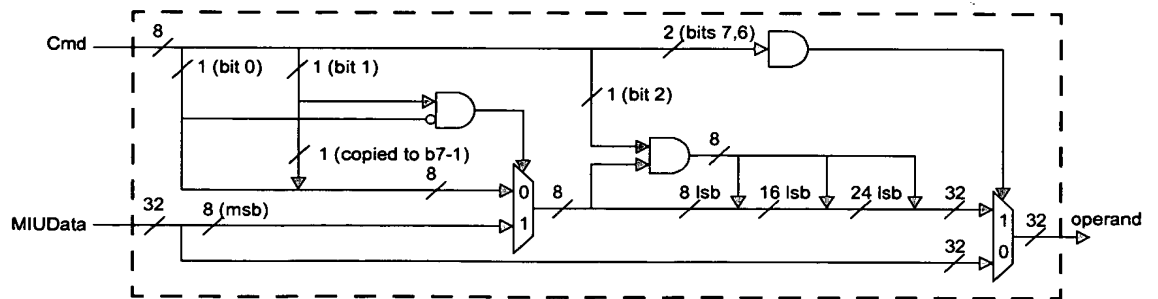 Cmd 8 2 (bits 7,6)
1 (bit 0) 1 (bit 1)
1 (bit 2)
1 (copied to b7-1) 8
8 0 8 8 lsb 16 lsb 24 lsb 32
MIUData 32 8 (msb) 1 1 32 operand
32 0